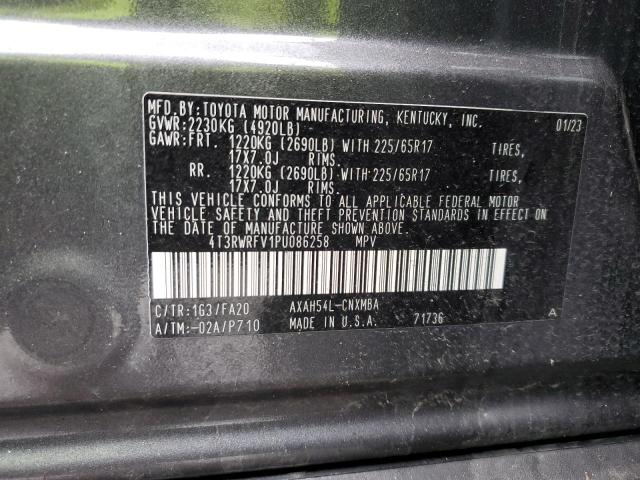 MFD.BY:TOYOTA MOTOR MANUFACTURING, KENTUCKY, INC.
GVWR:2230KG (4920LB) 01/23
GAWR:FRT. 1220KG (2690LB) WITH 225/65R17 TIRES,
17X7.0J RIMS.
RR. 1220KG (2690LB) WITH 225/65R17 TIRES,
17X7.0J RIMS.
THIS VEHICLE CONFORMS TO ALL APPLICABLE FEDERAL MOTOR
VEHICLE SAFETY AND THEFT PREVENTION STANDARDS IN EFFECT ON
THE DATE OF MANUFACTURE SHOWN ABOVE.
4T3RWRFV1PU086258 MPV
C/TR:1G3/FA20 AXAH54L-CNXMBA
A/TM:-02A/P710 MADE IN U.S.A. 71736 A